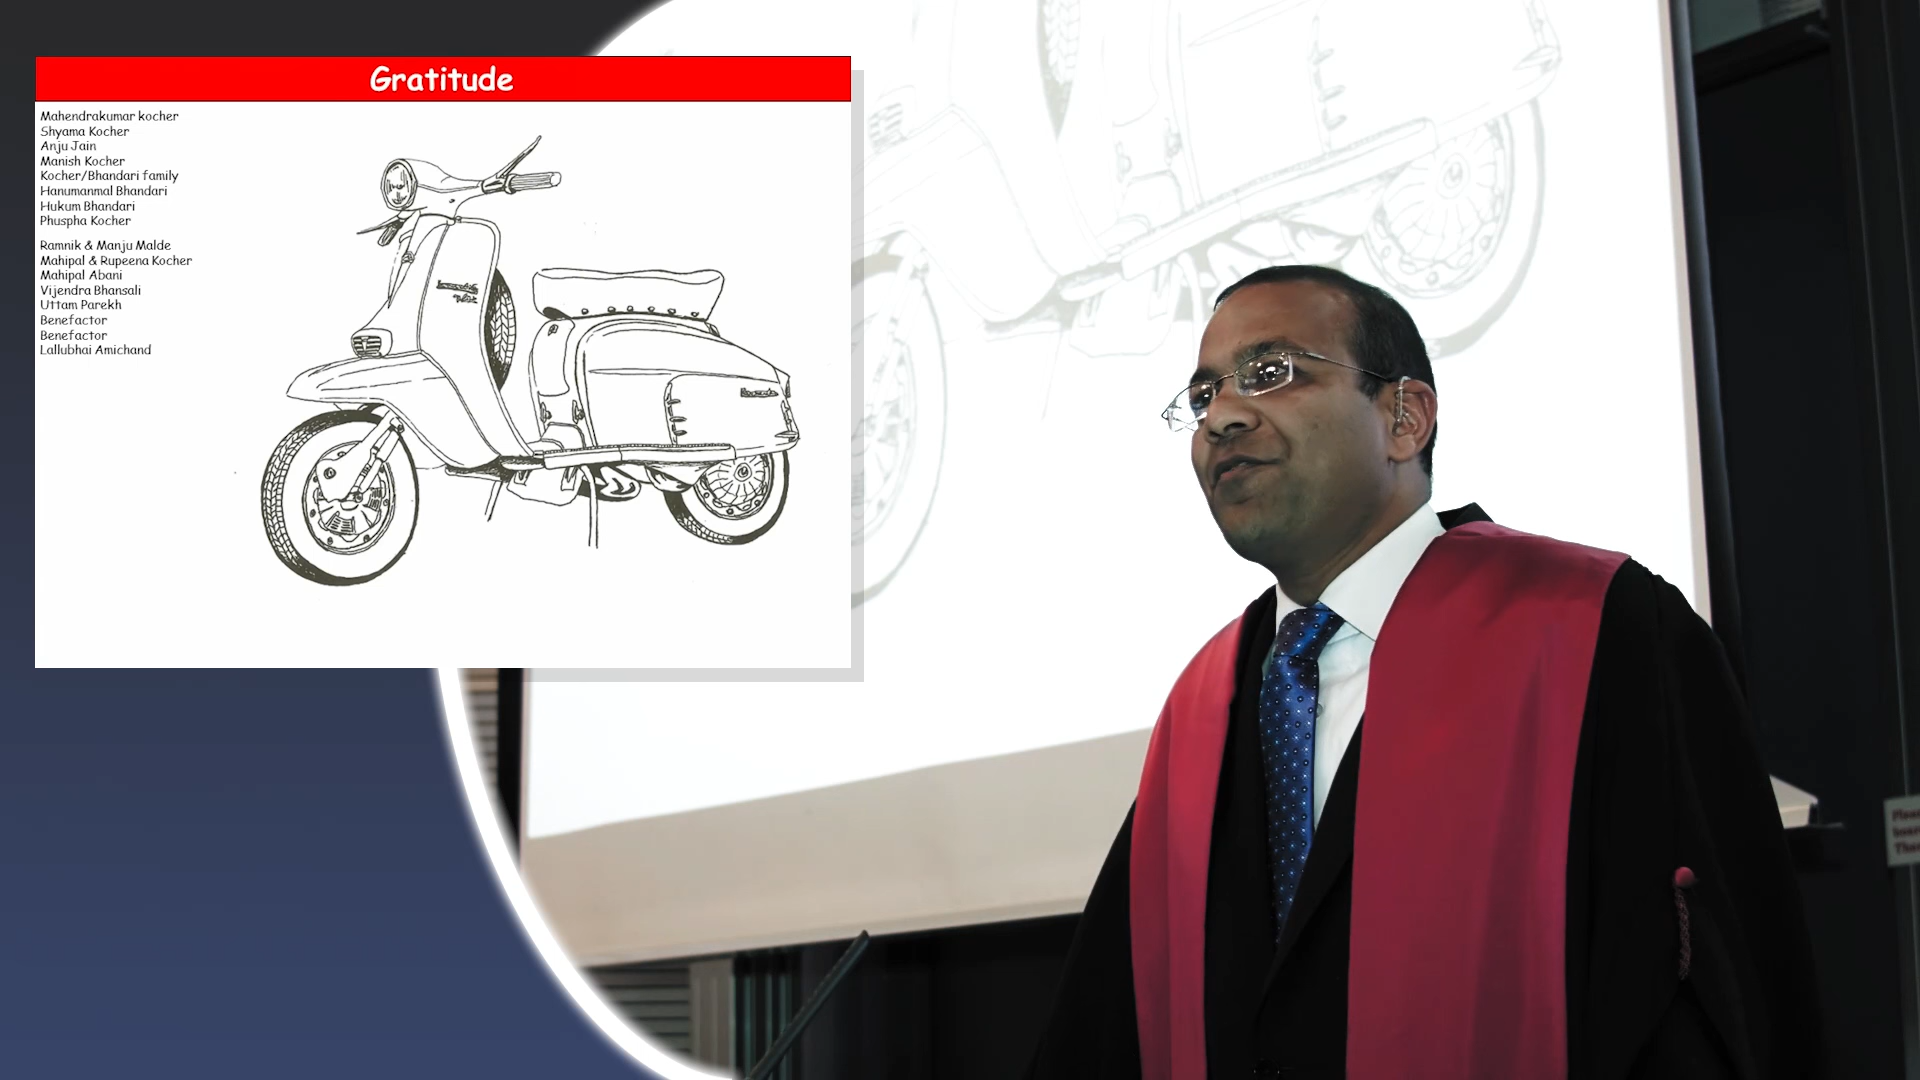 Gratitude
Mahendrakumar kocher
Shyama Kocher
Anju Jain
Manish Kocher
Kocher/Bhandari family
Hanumanmal Bhandari
Hukum Bhandari
Phuspha Kocher
Ramnik & Manju Malde
Mahipal & Rupeena Kocher
Mahipal Abani
Vijendra Bhansali
Uttam Parekh
Benefactor
Benefactor
Lallubhai Amichand